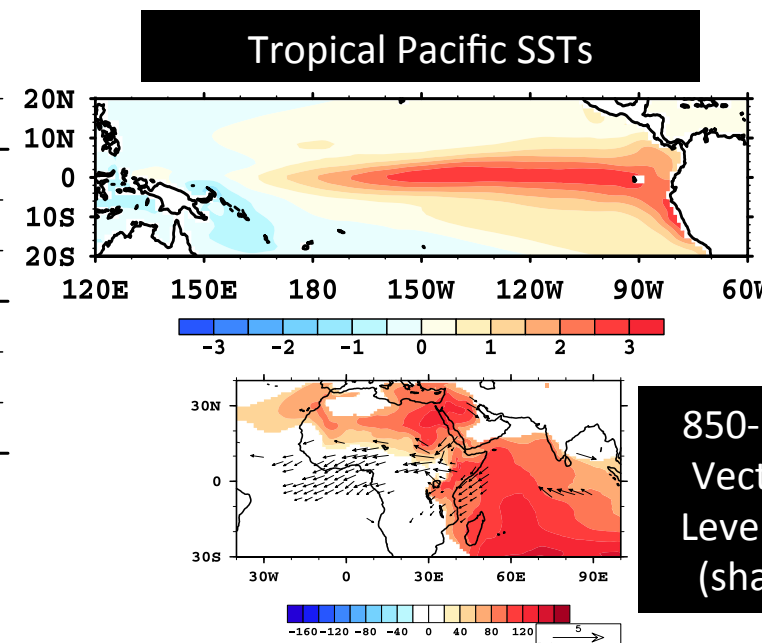 Tropical Pacific SSTs
20N
10N
0
10S
20S
120E 150E 180 150W 120W 90W 60W
-3 -2 -1 0 1 2 3
30N
0
30S
30W 0 30E 60E 90E
850-
Vect
Leve
(sha
-160 -120 -80 -40 0 40 80 120
5